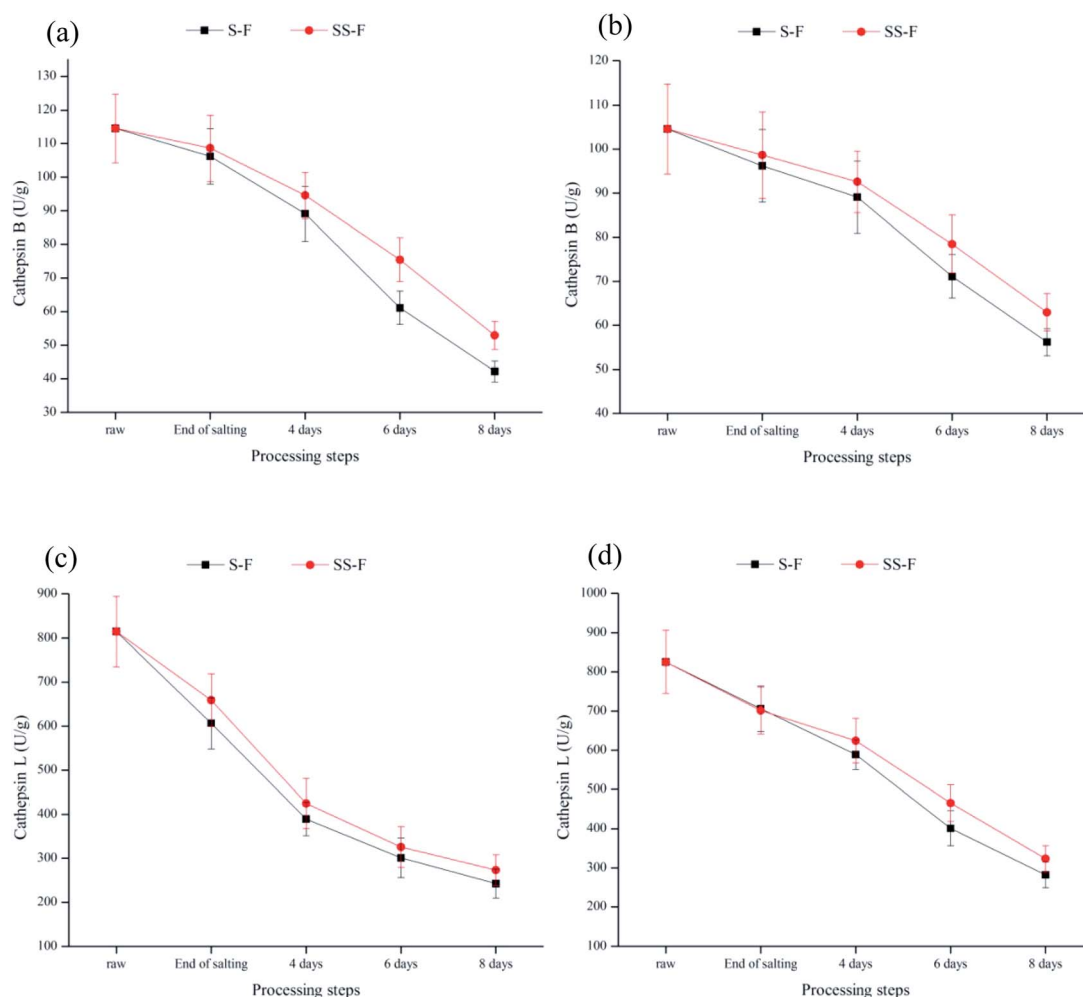 (a)
S-F SS-F
130
120
110
100
90
80
70
60
50
40
30
Cathepsin B (U/g)
raw End of salting 4 days 6 days 8 days
Processing steps
(b)
S-F SS-F
120
110
100
90
80
70
60
50
40
Cathepsin B (U/g)
raw End of salting 4 days 6 days 8 days
Processing steps
(c)
S-F SS-F
900
800
700
600
500
400
300
200
100
Cathepsin L (U/g)
raw End of salting 4 days 6 days 8 days
Processing steps
(d)
S-F SS-F
1000
900
800
700
600
500
400
300
200
100
Cathepsin L (U/g)
raw End of salting 4 days 6 days 8 days
Processing steps